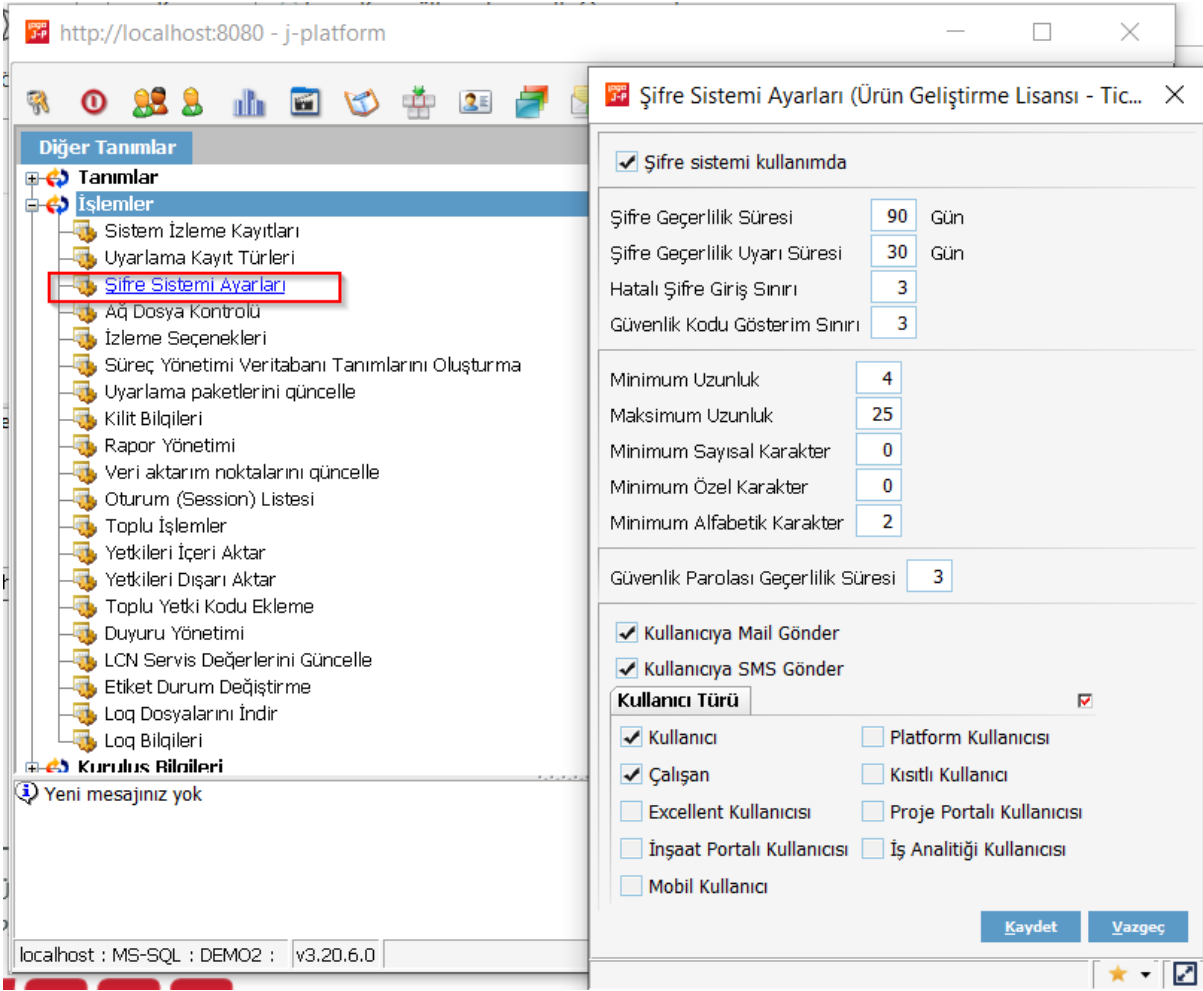 http://localhost:8080 - j-platform
Diğer Tanımlar
Tanımlar
İşlemler
Sistem İzleme Kayıtları
Uyarlama Kayıt Türleri
Şifre Sistemi Ayarları
Ağ Dosya Kontrolü
İzleme Seçenekleri
Süreç Yönetimi Veritabanı Tanımlarını Oluşturma
Uyarlama paketlerini güncelle
Kilit Bilgileri
Rapor Yönetimi
Veri aktarım noktalarını güncelle
Oturum (Session) Listesi
Toplu İşlemler
Yetkileri İçeri Aktar
Yetkileri Dışarı Aktar
Toplu Yetki Kodu Ekleme
Duyuru Yönetimi
LCN Servis Değerlerini Güncelle
Etiket Durum Değiştirme
Log Dosyalarını İndir
Log Bilgileri
Kuruluş Bilgileri
Yeni mesajınız yok
localhost : MS-SQL : DEMO2 : v3.20.6.0
Şifre Sistemi Ayarları (Ürün Geliştirme Lisansı - Tic...
Şifre sistemi kullanımda
Şifre Geçerlilik Süresi 90 Gün
Şifre Geçerlilik Uyarı Süresi 30 Gün
Hatalı Şifre Giriş Sınırı 3
Güvenlik Kodu Gösterim Sınırı 3
Minimum Uzunluk 4
Maksimum Uzunluk 25
Minimum Sayısal Karakter 0
Minimum Özel Karakter 0
Minimum Alfabetik Karakter 2
Güvenlik Parolası Geçerlilik Süresi 3
Kullanıcıya Mail Gönder
Kullanıcıya SMS Gönder
Kullanıcı Türü
Kullanıcı Platform Kullanıcısı
Çalışan Kısıtlı Kullanıcı
Excellent Kullanıcısı Proje Portalı Kullanıcısı
İnşaat Portalı Kullanıcısı İş Analitiği Kullanıcısı
Mobil Kullanıcı
Kaydet Vazgeç